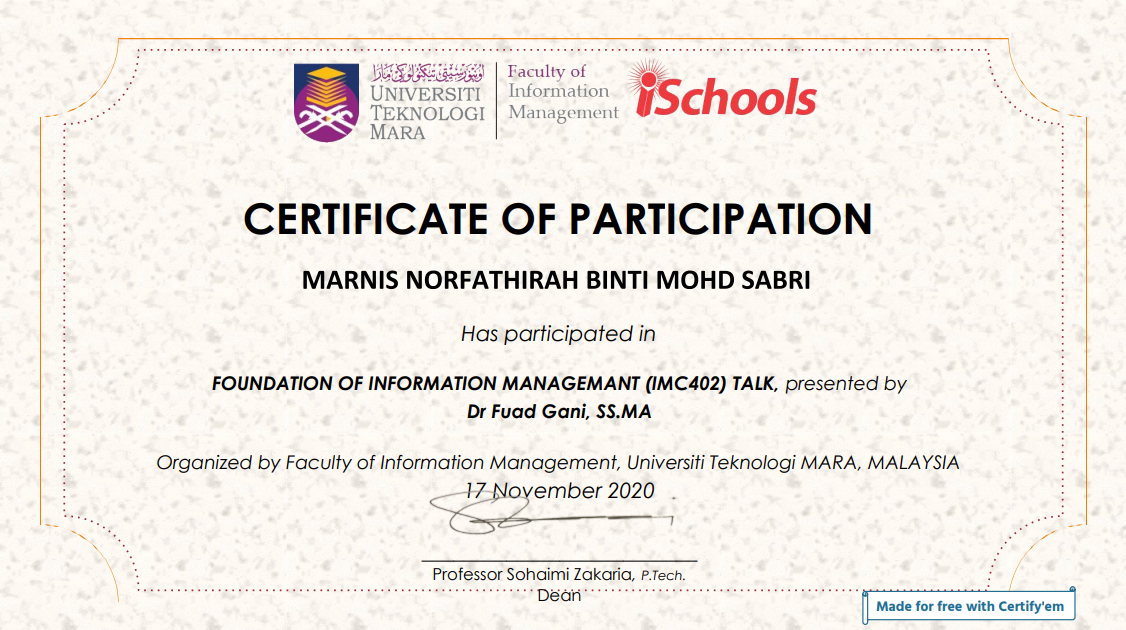 اونيۏرسيتي تيكنولوڬي مارا
UNIVERSITI
TEKNOLOGI
MARA
Faculty of
Information
Management
iSchools
CERTIFICATE OF PARTICIPATION
MARNIS NORFATHIRAH BINTI MOHD SABRI
Has participated in
FOUNDATION OF INFORMATION MANAGEMANT (IMC402) TALK, presented by
Dr Fuad Gani, SS.MA
Organized by Faculty of Information Management, Universiti Teknologi MARA, MALAYSIA
17 November 2020
Professor Sohaimi Zakaria, P.Tech.
Dean
Made for free with Certify'em